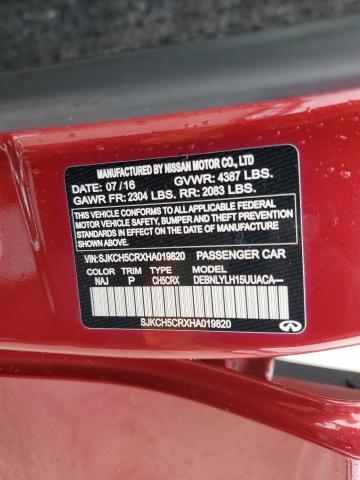 MANUFACTURED BY NISSAN MOTOR CO., LTD
DATE: 07/16 GVWR: 4387 LBS.
GAWR FR: 2304 LBS. RR: 2083 LBS.
THIS VEHICLE CONFORMS TO ALL APPLICABLE
FEDERAL MOTOR VEHICLE SAFETY, BUMPER AND THEFT
PREVENTION STANDARDS IN EFFECT ON THE DATE OF
MANUFACTURE SHOWN ABOVE.
VIN: SJKCH5CRXHA019820 PASSENGER CAR
COLOR TRIM TYPE MODEL
NAJ P CH5CRX DEBNLYLH15UUACA—
SJKCH5CRXHA019820
INFINITI